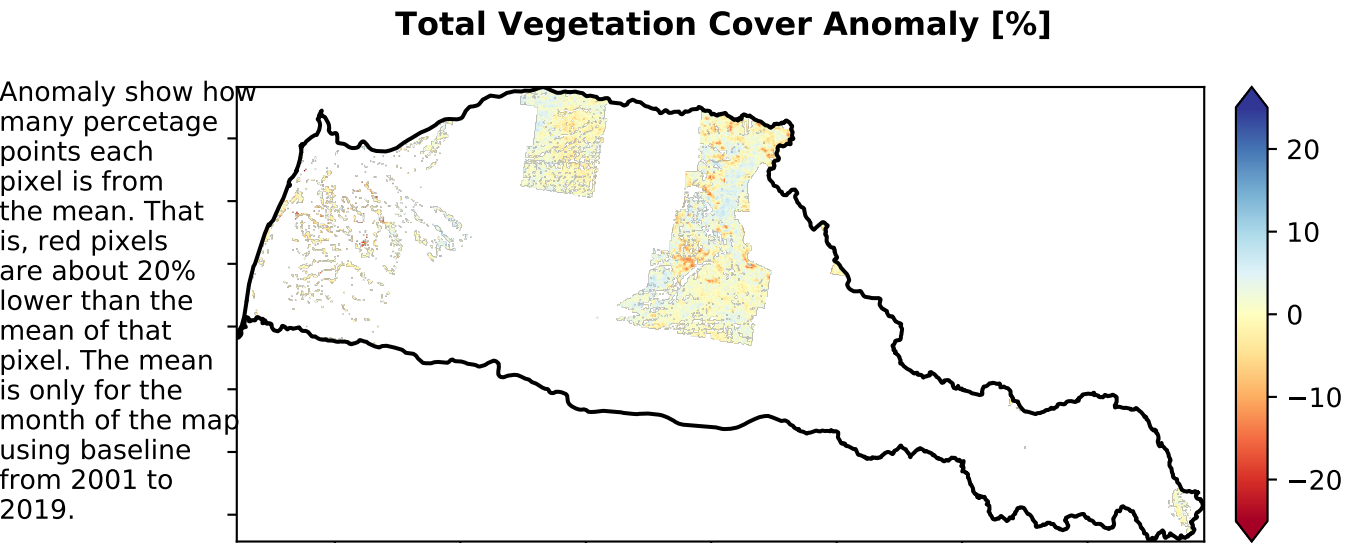 Total Vegetation Cover Anomaly [%]
Anomaly show how
many percetage
points each
pixel is from
the mean. That
is, red pixels
are about 20%
lower than the
mean of that
pixel. The mean
is only for the
month of the map
using baseline
from 2001 to
2019.
20
10
0
−10
−20